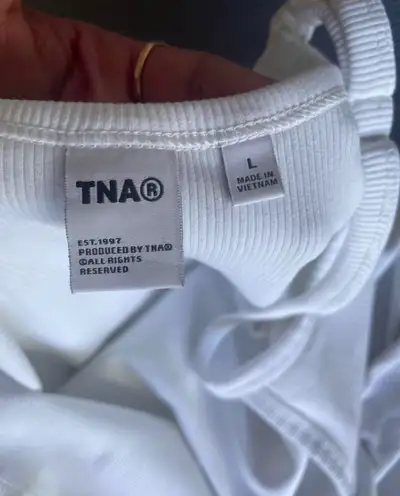 TNA®
EST. 1997
PRODUCED BY TNA®
©ALL RIGHTS
RESERVED
L
MADE IN
VIETNAM